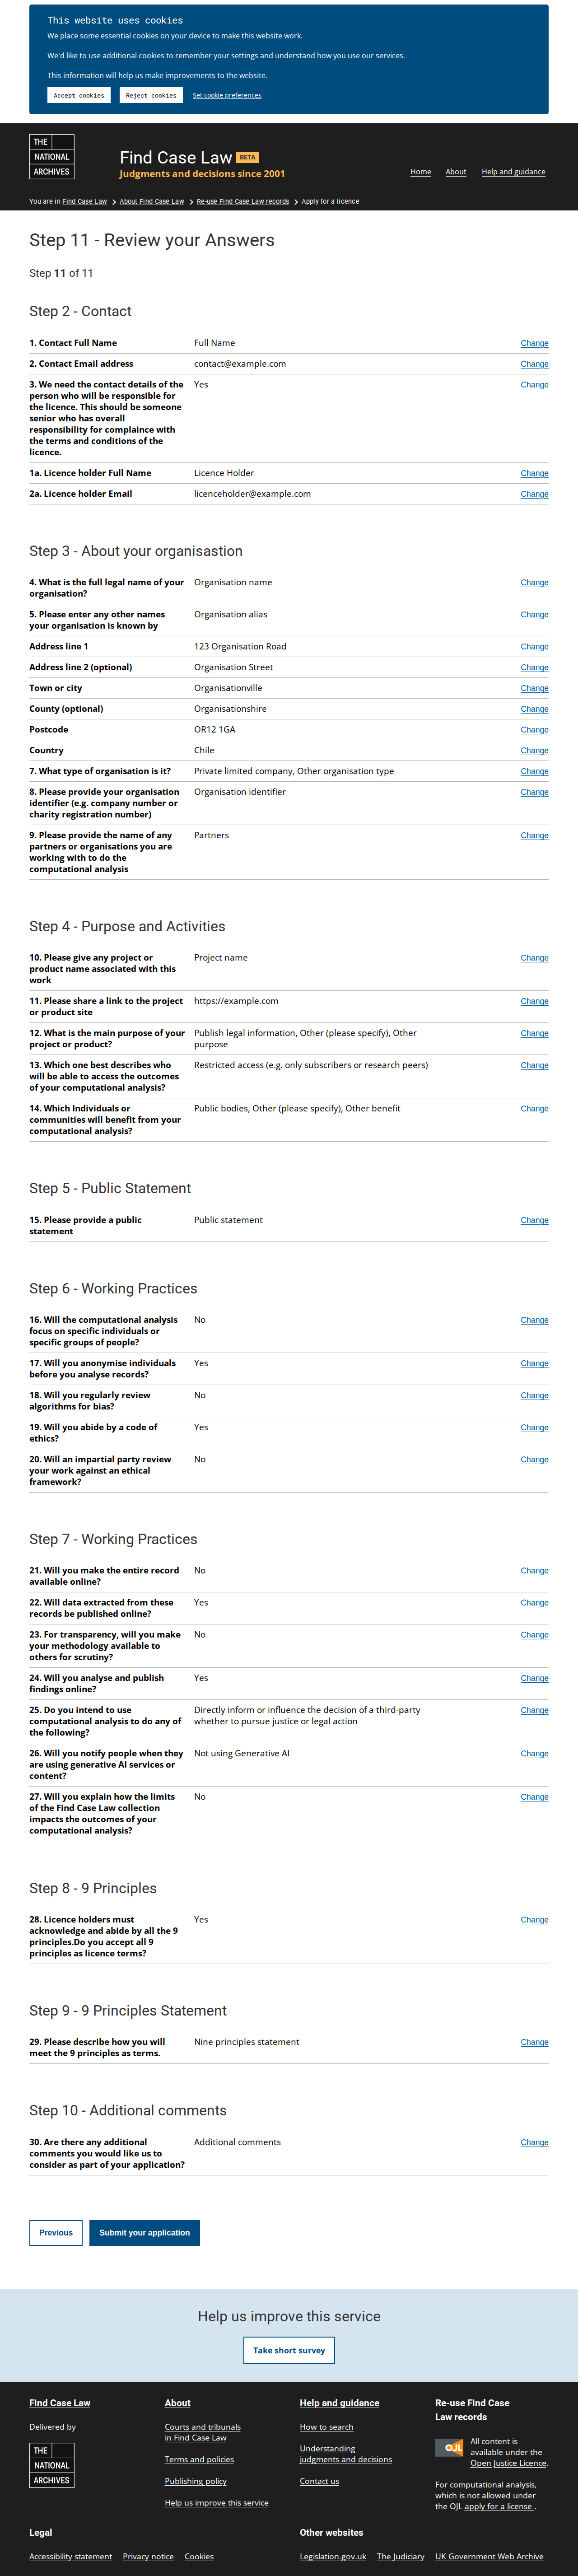 This website uses cookies
We place some essential cookies on your device to make this website work.
We'd like to use additional cookies to remember your settings and understand how you use our services.
This information will help us make improvements to the website.
Accept cookies
Reject cookies
Set cookie preferences
THE
NATIONAL
ARCHIVES
Find Case Law BETA
Judgments and decisions since 2001
Home
About
Help and guidance
You are in Find Case Law > About Find Case Law > Re-use Find Case Law records > Apply for a licence
Step 11 - Review your Answers
Step 11 of 11
Step 2 - Contact
1. Contact Full Name
Full Name
Change
2. Contact Email address
contact@example.com
Change
3. We need the contact details of the
person who will be responsible for
the licence. This should be someone
senior who has overall
responsibility for complaince with
the terms and conditions of the
licence.
Yes
Change
1a. Licence holder Full Name
Licence Holder
Change
2a. Licence holder Email
licenceholder@example.com
Change
Step 3 - About your organisastion
4. What is the full legal name of your
organisation?
Organisation name
Change
5. Please enter any other names
your organisation is known by
Organisation alias
Change
Address line 1
123 Organisation Road
Change
Address line 2 (optional)
Organisation Street
Change
Town or city
Organisationville
Change
County (optional)
Organisationshire
Change
Postcode
OR12 1GA
Change
Country
Chile
Change
7. What type of organisation is it?
Private limited company, Other organisation type
Change
8. Please provide your organisation
identifier (e.g. company number or
charity registration number)
Organisation identifier
Change
9. Please provide the name of any
partners or organisations you are
working with to do the
computational analysis
Partners
Change
Step 4 - Purpose and Activities
10. Please give any project or
product name associated with this
work
Project name
Change
11. Please share a link to the project
or product site
https://example.com
Change
12. What is the main purpose of your
project or product?
Publish legal information, Other (please specify), Other
purpose
Change
13. Which one best describes who
will be able to access the outcomes
of your computational analysis?
Restricted access (e.g. only subscribers or research peers)
Change
14. Which Individuals or
communities will benefit from your
computational analysis?
Public bodies, Other (please specify), Other benefit
Change
Step 5 - Public Statement
15. Please provide a public
statement
Public statement
Change
Step 6 - Working Practices
16. Will the computational analysis
focus on specific individuals or
specific groups of people?
No
Change
17. Will you anonymise individuals
before you analyse records?
Yes
Change
18. Will you regularly review
algorithms for bias?
No
Change
19. Will you abide by a code of
ethics?
Yes
Change
20. Will an impartial party review
your work against an ethical
framework?
No
Change
Step 7 - Working Practices
21. Will you make the entire record
available online?
No
Change
22. Will data extracted from these
records be published online?
Yes
Change
23. For transparency, will you make
your methodology available to
others for scrutiny?
No
Change
24. Will you analyse and publish
findings online?
Yes
Change
25. Do you intend to use
computational analysis to do any of
the following?
Directly inform or influence the decision of a third-party
whether to pursue justice or legal action
Change
26. Will you notify people when they
are using generative AI services or
content?
Not using Generative AI
Change
27. Will you explain how the limits
of the Find Case Law collection
impacts the outcomes of your
computational analysis?
No
Change
Step 8 - 9 Principles
28. Licence holders must
acknowledge and abide by all the 9
principles.Do you accept all 9
principles as licence terms?
Yes
Change
Step 9 - 9 Principles Statement
29. Please describe how you will
meet the 9 principles as terms.
Nine principles statement
Change
Step 10 - Additional comments
30. Are there any additional
comments you would like us to
consider as part of your application?
Additional comments
Change
Previous
Submit your application
Help us improve this service
Take short survey
Find Case Law
Delivered by
THE
NATIONAL
ARCHIVES
About
Courts and tribunals
in Find Case Law
Terms and policies
Publishing policy
Help us improve this service
Help and guidance
How to search
Understanding
judgments and decisions
Contact us
Re-use Find Case
Law records
OJL
All content is
available under the
Open Justice Licence.
For computational analysis,
which is not allowed under
the OJL apply for a license .
Legal
Accessibility statement
Privacy notice
Cookies
Other websites
Legislation.gov.uk
The Judiciary
UK Government Web Archive